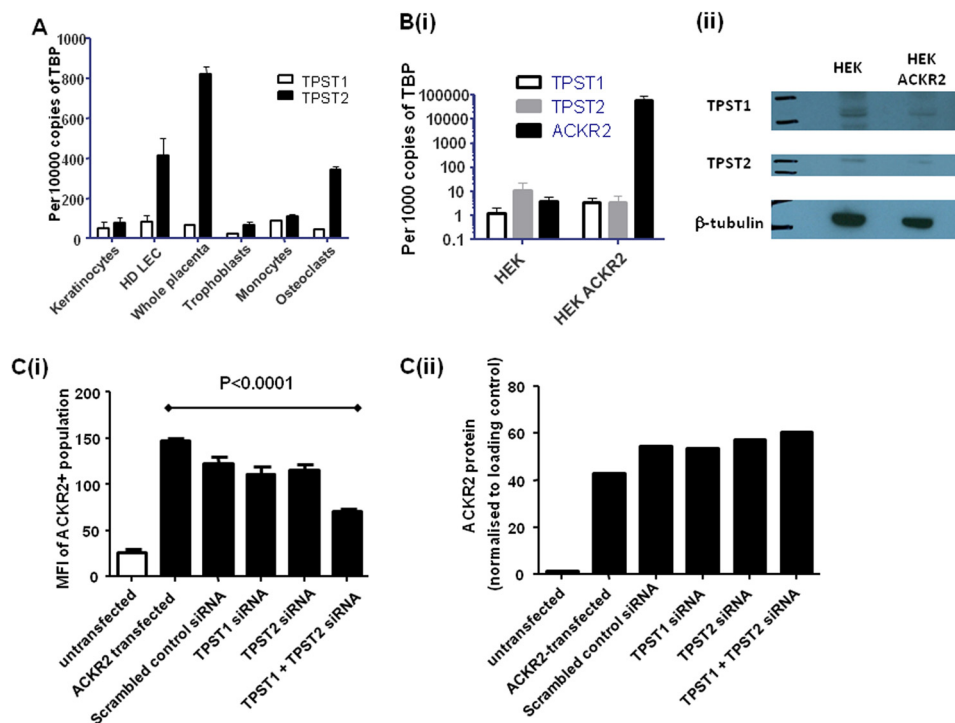 A
Per 10000 copies of TBP
1000
800
600
400
200
0
TPST1
TPST2
Keratinocytes
HD LEC
Whole placenta
Trophoblasts
Monocytes
Osteoclasts
B(i)
Per 1000 copies of TBP
100000
10000
1000
100
10
1
0.1
TPST1
TPST2
ACKR2
HEK
HEK ACKR2
(ii)
HEK
HEK
ACKR2
TPST1
TPST2
β-tubulin
C(i)
P<0.0001
MFI of ACKR2+ population
200
150
100
50
0
untransfected
ACKR2 transfected
Scrambled control siRNA
TPST1 siRNA
TPST2 siRNA
TPST1 + TPST2 siRNA
C(ii)
ACKR2 protein
(normalised to loading control)
80
60
40
20
0
untransfected
ACKR2-transfected
Scrambled control siRNA
TPST1 siRNA
TPST2 siRNA
TPST1 + TPST2 siRNA